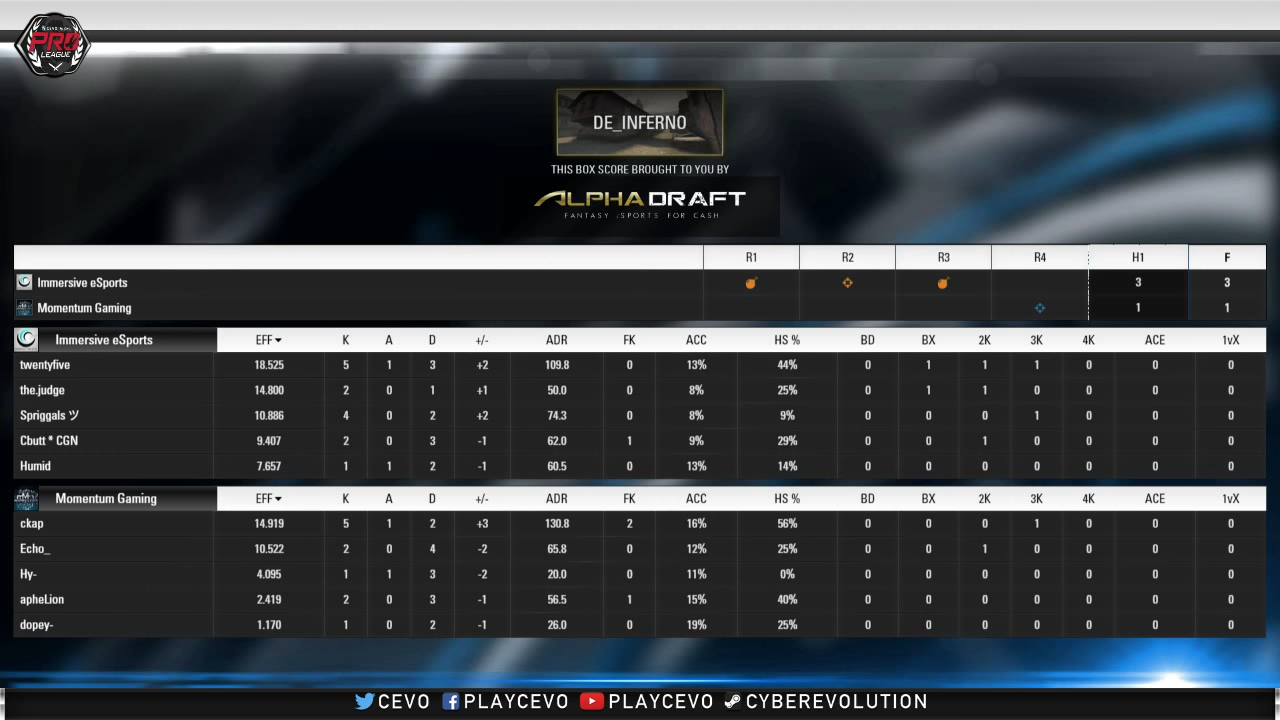 PRO
LEAGUE
DE_INFERNO
THIS BOX SCORE BROUGHT TO YOU BY
ALPHADRAFT
FANTASY eSPORTS FOR CASH
R1 R2 R3 R4 H1 F
Immersive eSports 3 3
Momentum Gaming 1 1
Immersive eSports EFF K A D +/- ADR FK ACC HS % BD BX 2K 3K 4K ACE 1vX
twentyfive 18.525 5 1 3 +2 109.8 0 13% 44% 0 1 1 1 0 0 0
the.judge 14.800 2 0 1 +1 50.0 0 8% 25% 0 1 1 0 0 0 0
Spriggals ツ 10.886 4 0 2 +2 74.3 0 8% 9% 0 0 0 1 0 0 0
Cbutt * CGN 9.407 2 0 3 -1 62.0 1 9% 29% 0 0 1 0 0 0 0
Humid 7.657 1 1 2 -1 60.5 0 13% 14% 0 0 0 0 0 0 0
Momentum Gaming EFF K A D +/- ADR FK ACC HS % BD BX 2K 3K 4K ACE 1vX
ckap 14.919 5 1 2 +3 130.8 2 16% 56% 0 0 0 1 0 0 0
Echo_ 10.522 2 0 4 -2 65.8 0 12% 25% 0 0 1 0 0 0 0
Hy- 4.095 1 1 3 -2 20.0 0 11% 0% 0 0 0 0 0 0 0
apheLion 2.419 2 0 3 -1 56.5 1 15% 40% 0 0 0 0 0 0 0
dopey- 1.170 1 0 2 -1 26.0 0 19% 25% 0 0 0 0 0 0 0
CEVO PLAYCEVO PLAYCEVO CYBEREVOLUTION